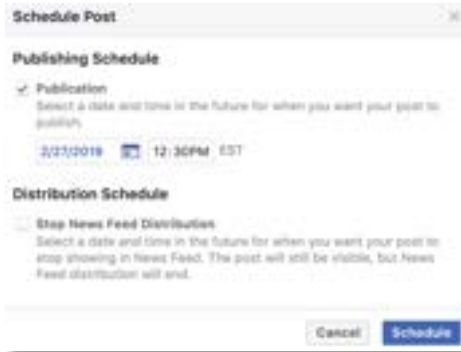 Schedule Post
Publishing Schedule
Publication
Select a date and time in the future for when you want your post to
publish.
2/27/2019 12:30PM EST
Distribution Schedule
Stop News Feed Distribution
Select a date and time in the future for when you want your post to
stop showing in News Feed. The post will still be visible, but News
Feed distribution will end.
Cancel Schedule